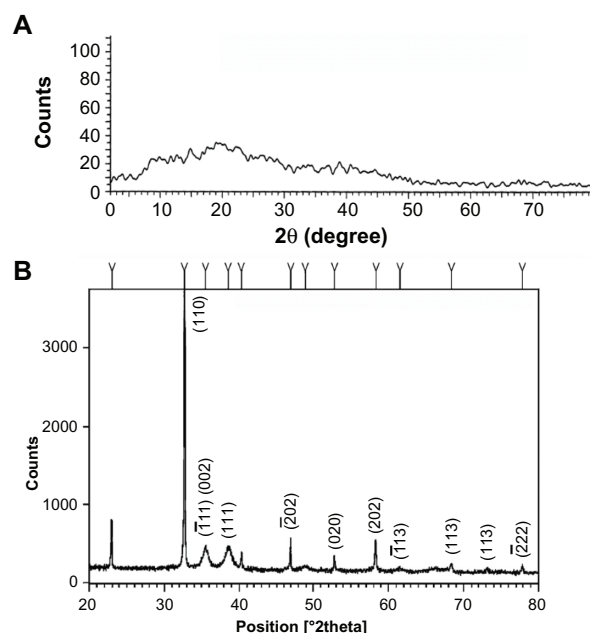 A
100
80
60
40
20
0
Counts
0 10 20 30 40 50 60 70
2θ (degree)
B
3000
2000
1000
0
Counts
(110)
(1̅11) (002)
(111)
(2̅02)
(020)
(202)
(1̅13)
(113)
(113)
(2̅22)
20 30 40 50 60 70 80
Position [°2theta]